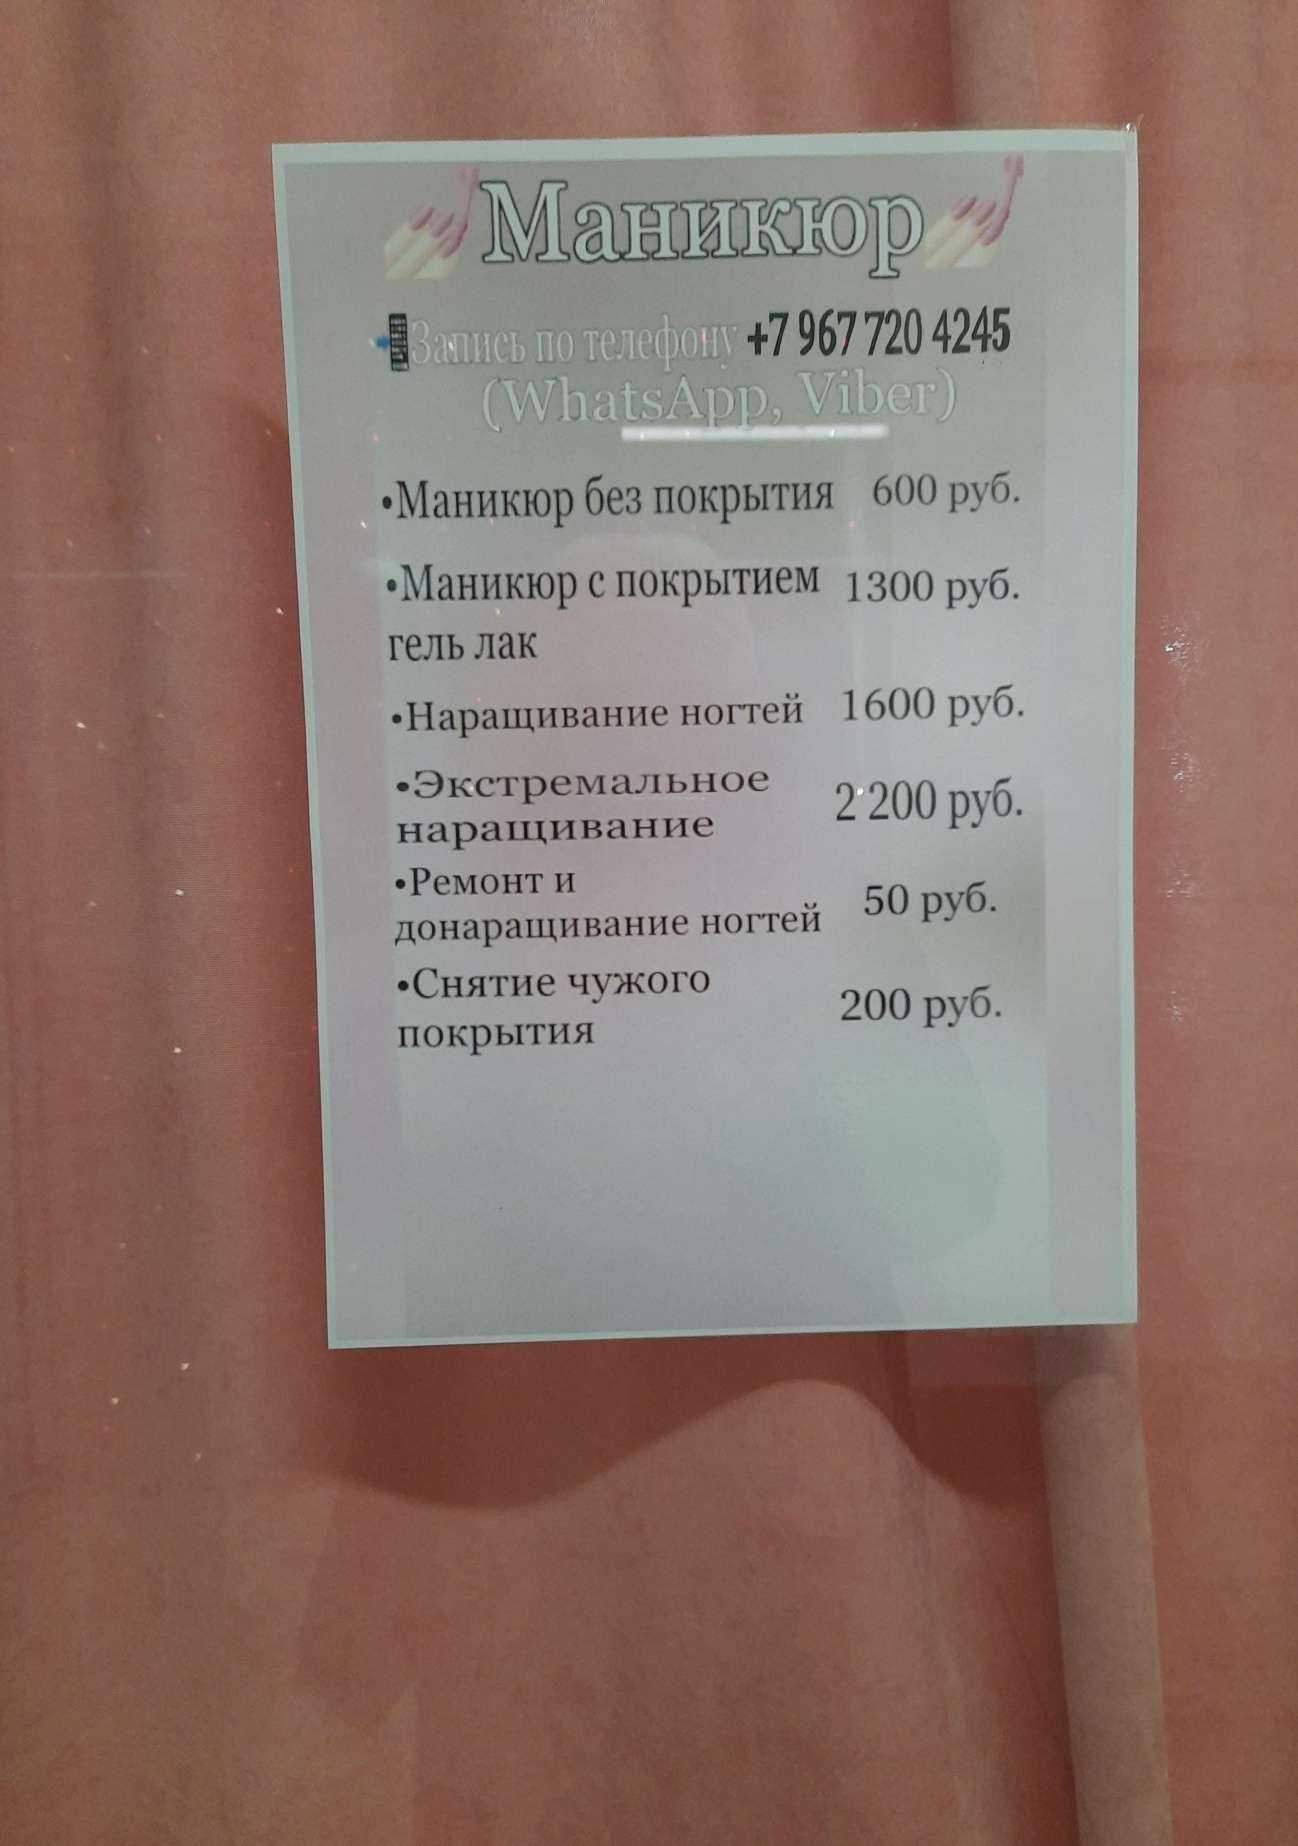 Маникюр
Запись по телефону +7 967 720 4245
(WhatsApp, Viber)
•Маникюр без покрытия 600 руб.
•Маникюр с покрытием 1300 руб.
гель лак
•Наращивание ногтей 1600 руб.
•Экстремальное
наращивание 2 200 руб.
•Ремонт и
донаращивание ногтей 50 руб.
•Снятие чужого
покрытия 200 руб.